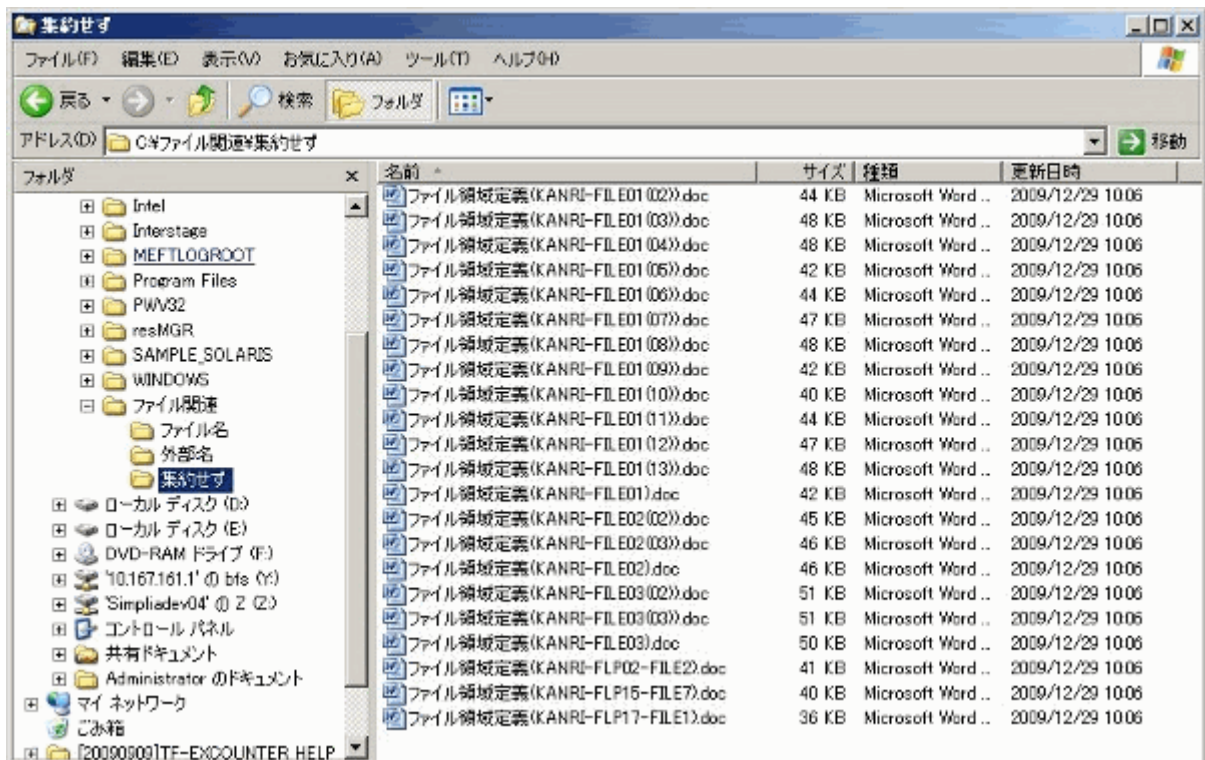 集約せず
ファイル(F) 編集(E) 表示(V) お気に入り(A) ツール(T) ヘルプ(H)
戻る 検索 フォルダ
アドレス(D) C:¥ファイル関連¥集約せず 移動
フォルダ
Intel
Interstage
MEFTLOGROOT
Program Files
PWV32
resMGR
SAMPLE_SOLARIS
WINDOWS
ファイル関連
ファイル名
外部名
集約せず
ローカル ディスク (D:)
ローカル ディスク (E:)
DVD-RAM ドライブ (F:)
'10.167.161.1' の bfs (Y:)
'Simpliadev04' の Z (Z:)
コントロール パネル
共有ドキュメント
Administrator のドキュメント
マイ ネットワーク
ごみ箱
[20090909]TF-EXCOUNTER HELP
名前 サイズ 種類 更新日時
ファイル領域定義(KANRI-FILE01(02)).doc 44 KB Microsoft Word ... 2009/12/29 10:06
ファイル領域定義(KANRI-FILE01(03)).doc 48 KB Microsoft Word ... 2009/12/29 10:06
ファイル領域定義(KANRI-FILE01(04)).doc 48 KB Microsoft Word ... 2009/12/29 10:06
ファイル領域定義(KANRI-FILE01(05)).doc 42 KB Microsoft Word ... 2009/12/29 10:06
ファイル領域定義(KANRI-FILE01(06)).doc 44 KB Microsoft Word ... 2009/12/29 10:06
ファイル領域定義(KANRI-FILE01(07)).doc 47 KB Microsoft Word ... 2009/12/29 10:06
ファイル領域定義(KANRI-FILE01(08)).doc 48 KB Microsoft Word ... 2009/12/29 10:06
ファイル領域定義(KANRI-FILE01(09)).doc 42 KB Microsoft Word ... 2009/12/29 10:06
ファイル領域定義(KANRI-FILE01(10)).doc 40 KB Microsoft Word ... 2009/12/29 10:06
ファイル領域定義(KANRI-FILE01(11)).doc 44 KB Microsoft Word ... 2009/12/29 10:06
ファイル領域定義(KANRI-FILE01(12)).doc 47 KB Microsoft Word ... 2009/12/29 10:06
ファイル領域定義(KANRI-FILE01(13)).doc 48 KB Microsoft Word ... 2009/12/29 10:06
ファイル領域定義(KANRI-FILE01).doc 42 KB Microsoft Word ... 2009/12/29 10:06
ファイル領域定義(KANRI-FILE02(02)).doc 45 KB Microsoft Word ... 2009/12/29 10:06
ファイル領域定義(KANRI-FILE02(03)).doc 46 KB Microsoft Word ... 2009/12/29 10:06
ファイル領域定義(KANRI-FILE02).doc 46 KB Microsoft Word ... 2009/12/29 10:06
ファイル領域定義(KANRI-FILE03(02)).doc 51 KB Microsoft Word ... 2009/12/29 10:06
ファイル領域定義(KANRI-FILE03(03)).doc 51 KB Microsoft Word ... 2009/12/29 10:06
ファイル領域定義(KANRI-FILE03).doc 50 KB Microsoft Word ... 2009/12/29 10:06
ファイル領域定義(KANRI-FLP02-FILE2).doc 41 KB Microsoft Word ... 2009/12/29 10:06
ファイル領域定義(KANRI-FLP15-FILE7).doc 40 KB Microsoft Word ... 2009/12/29 10:06
ファイル領域定義(KANRI-FLP17-FILE1).doc 36 KB Microsoft Word ... 2009/12/29 10:06